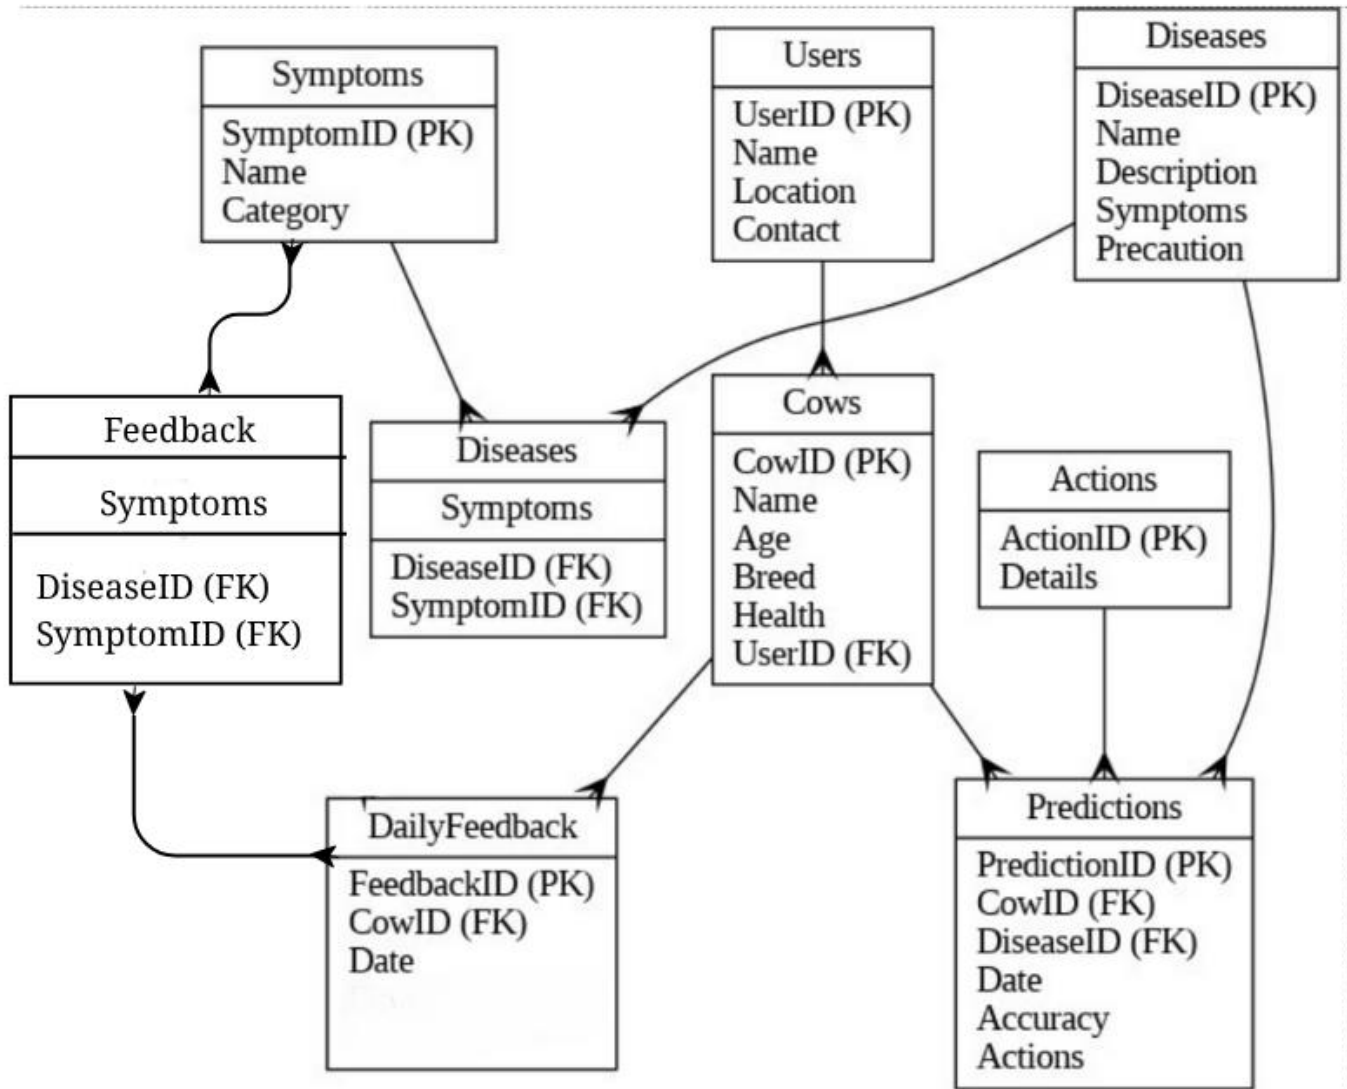 Symptoms
SymptomID (PK)
Name
Category
Users
UserID (PK)
Name
Location
Contact
Diseases
DiseaseID (PK)
Name
Description
Symptoms
Precaution
Feedback
Symptoms
DiseaseID (FK)
SymptomID (FK)
Diseases
Symptoms
DiseaseID (FK)
SymptomID (FK)
Cows
CowID (PK)
Name
Age
Breed
Health
UserID (FK)
Actions
ActionID (PK)
Details
DailyFeedback
FeedbackID (PK)
CowID (FK)
Date
Predictions
PredictionID (PK)
CowID (FK)
DiseaseID (FK)
Date
Accuracy
Actions